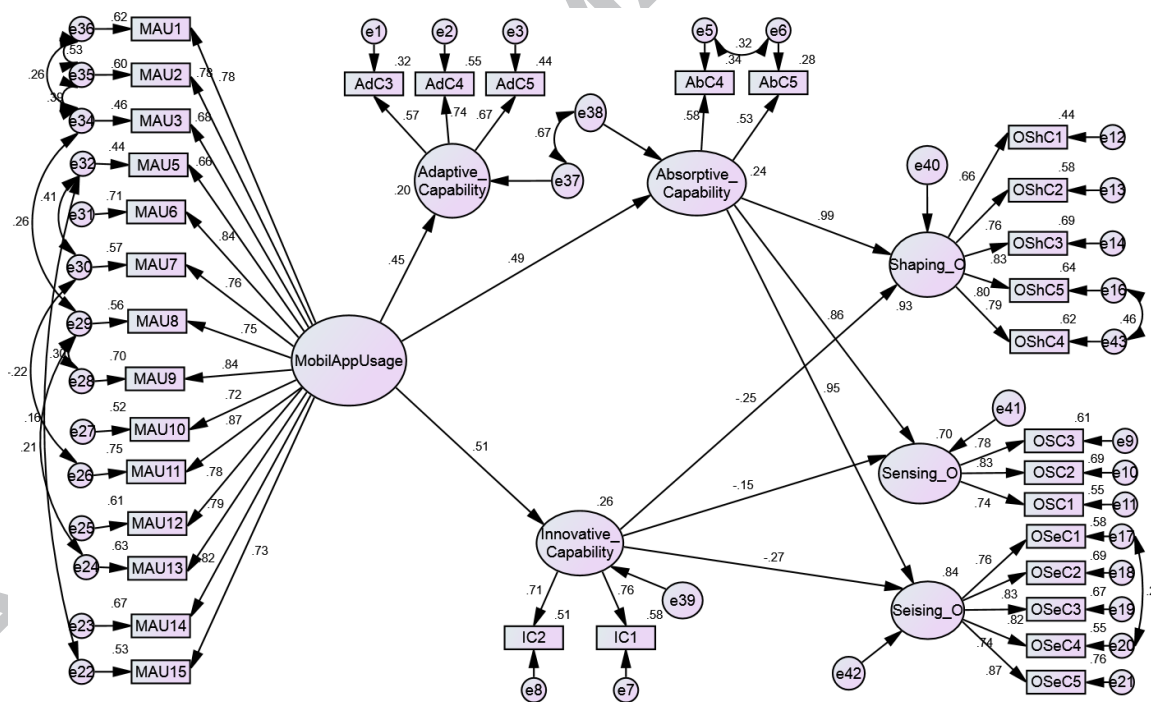 e36 .62 MAU1
.53
e35 .60 MAU2 .78 .78
.26
e34 .46 MAU3 .68
e32 .44 MAU5 .66
.41
e31 .71 MAU6
.26
.84
e30 .57 MAU7
.76
e29 .56 MAU8
.75
e28 .70 MAU9
.84
-.22
e27 .52 MAU10
.72
.16
.87
.21
e26 .75 MAU11
.78
e25 .61 MAU12
.79
e24 .63 MAU13
.82
.73
e23 .67 MAU14
e22 .53 MAU15
MobilAppUsage
e1 e2 e3
.32 .55 .44
AdC3 AdC4 AdC5
.57 .74 .67
Adaptive_
Capability
.20
.45
e38
.67
e37
e5 .32 e6
.34 .28
AbC4 AbC5
.58 .53
Absorptive_
Capability
.24
.49
.99
.86
.95
.51
.26
Innovative_
Capability
-.25
-.15
-.27
.71 .76
.51 .58
IC2 IC1
e8 e7
e39
e40
Shaping_O
.93
.66
.76
.83
.80
.79
.44
OShC1 e12
.58
OShC2 e13
.69
OShC3 e14
.64
OShC5 e16
.46
.62
OShC4 e43
e41
.70
Sensing_O
.78
.83
.74
.61
OSC3 e9
.69
OSC2 e10
.55
OSC1 e11
.84
Seising_O
e42
.76
.83
.82
.74
.87
.58
OSeC1 e17
.69
OSeC2 e18
.67
OSeC3 e19
.55
OSeC4 e20
.76
OSeC5 e21